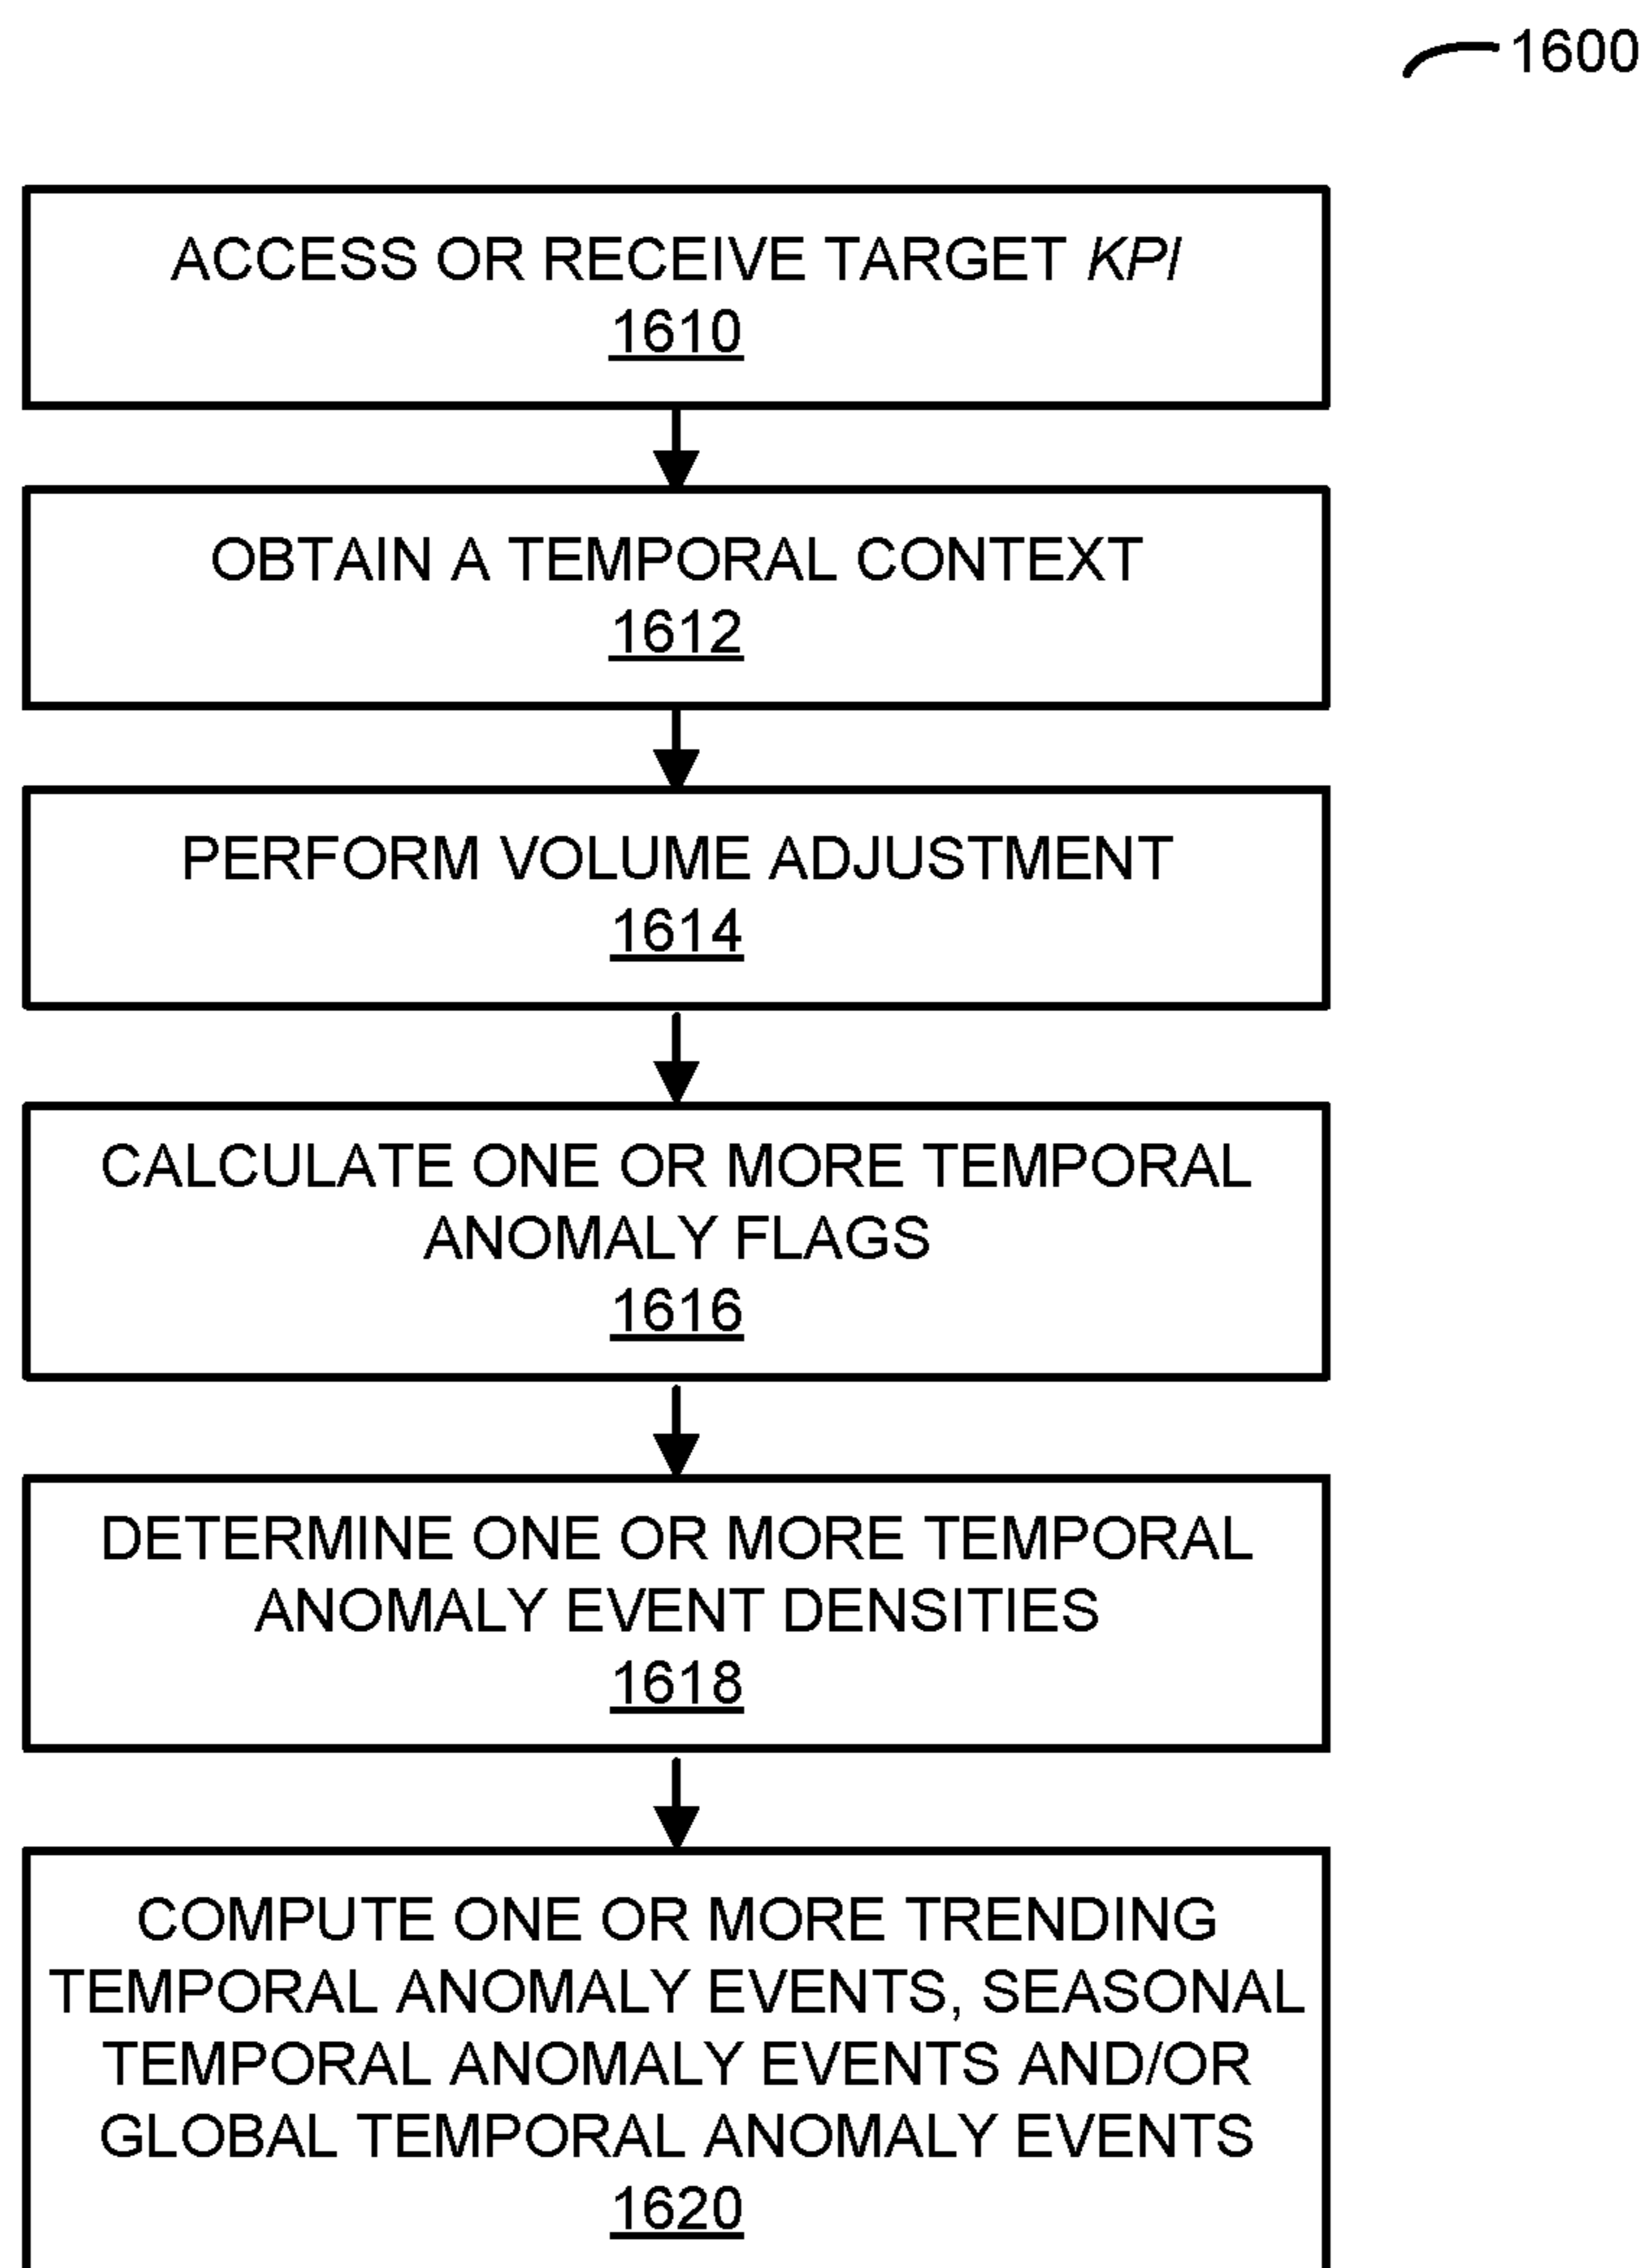 1600
ACCESS OR RECEIVE TARGET KPI
1610
OBTAIN A TEMPORAL CONTEXT
1612
PERFORM VOLUME ADJUSTMENT
1614
CALCULATE ONE OR MORE TEMPORAL
ANOMALY FLAGS
1616
DETERMINE ONE OR MORE TEMPORAL
ANOMALY EVENT DENSITIES
1618
COMPUTE ONE OR MORE TRENDING
TEMPORAL ANOMALY EVENTS, SEASONAL
TEMPORAL ANOMALY EVENTS AND/OR
GLOBAL TEMPORAL ANOMALY EVENTS
1620